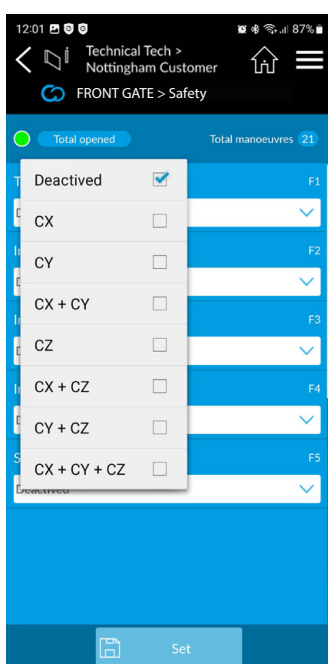 12:01
87%
Technical Tech >
Nottingham Customer
FRONT GATE > Safety
Total opened
Total manoeuvres 21
F1
Deactived
CX
F2
CY
CX + CY
F3
CZ
CX + CZ
F4
CY + CZ
F5
CX + CY + CZ
Deactived
Set